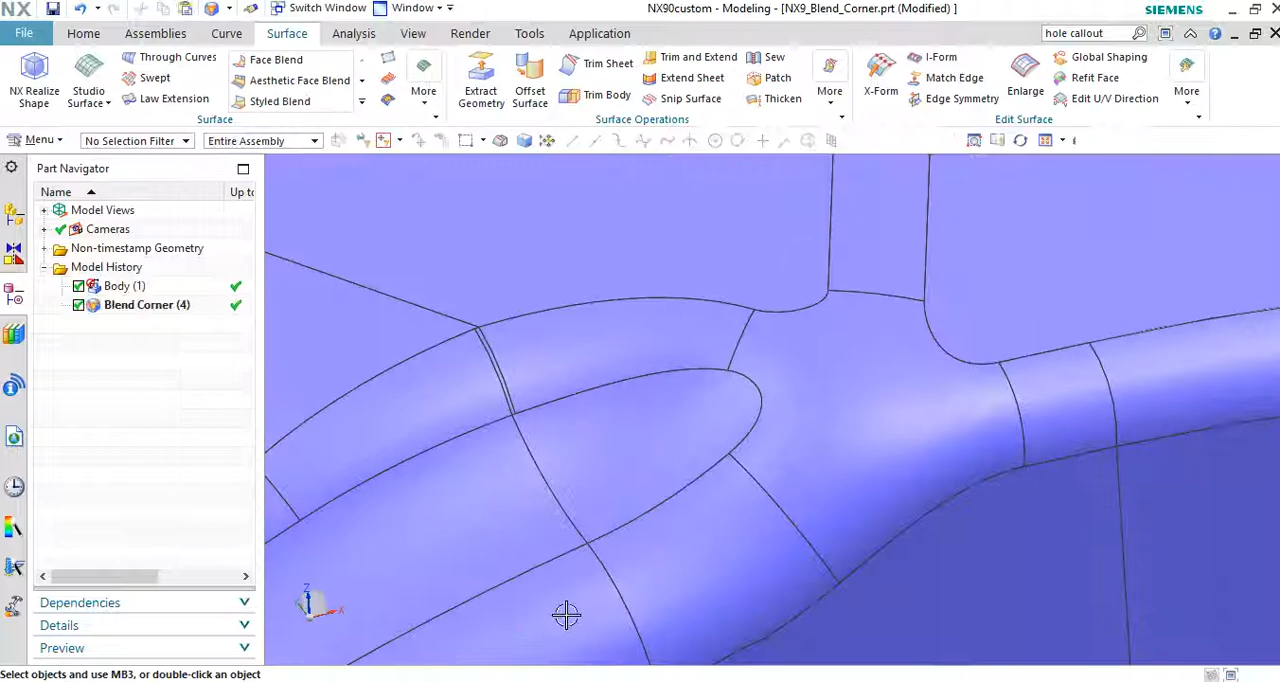 NX Switch Window Window NX90custom - Modeling - [NX9_Blend_Corner.prt (Modified) ] SIEMENS
File Home Assemblies Curve Surface Analysis View Render Tools Application hole callout
NX Realize Shape
Studio Surface
Through Curves
Swept
Law Extension
Face Blend
Aesthetic Face Blend
Styled Blend
More
Surface
Extract Geometry
Offset Surface
Trim Sheet
Trim Body
Trim and Extend
Extend Sheet
Snip Surface
Sew
Patch
Thicken
More
Surface Operations
X-Form
I-Form
Match Edge
Edge Symmetry
Enlarge
Global Shaping
Refit Face
Edit U/V Direction
More
Edit Surface
Menu No Selection Filter Entire Assembly
Part Navigator
Name Up to
Model Views
Cameras
Non-timestamp Geometry
Model History
Body (1)
Blend Corner (4)
Dependencies
Details
Preview
Z
X
Select objects and use MB3, or double-click an object